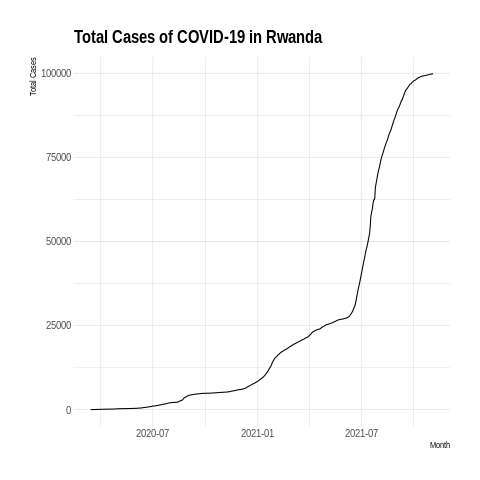 Total Cases of COVID-19 in Rwanda
Total Cases
100000
75000
50000
25000
0
2020-07 2021-01 2021-07
Month